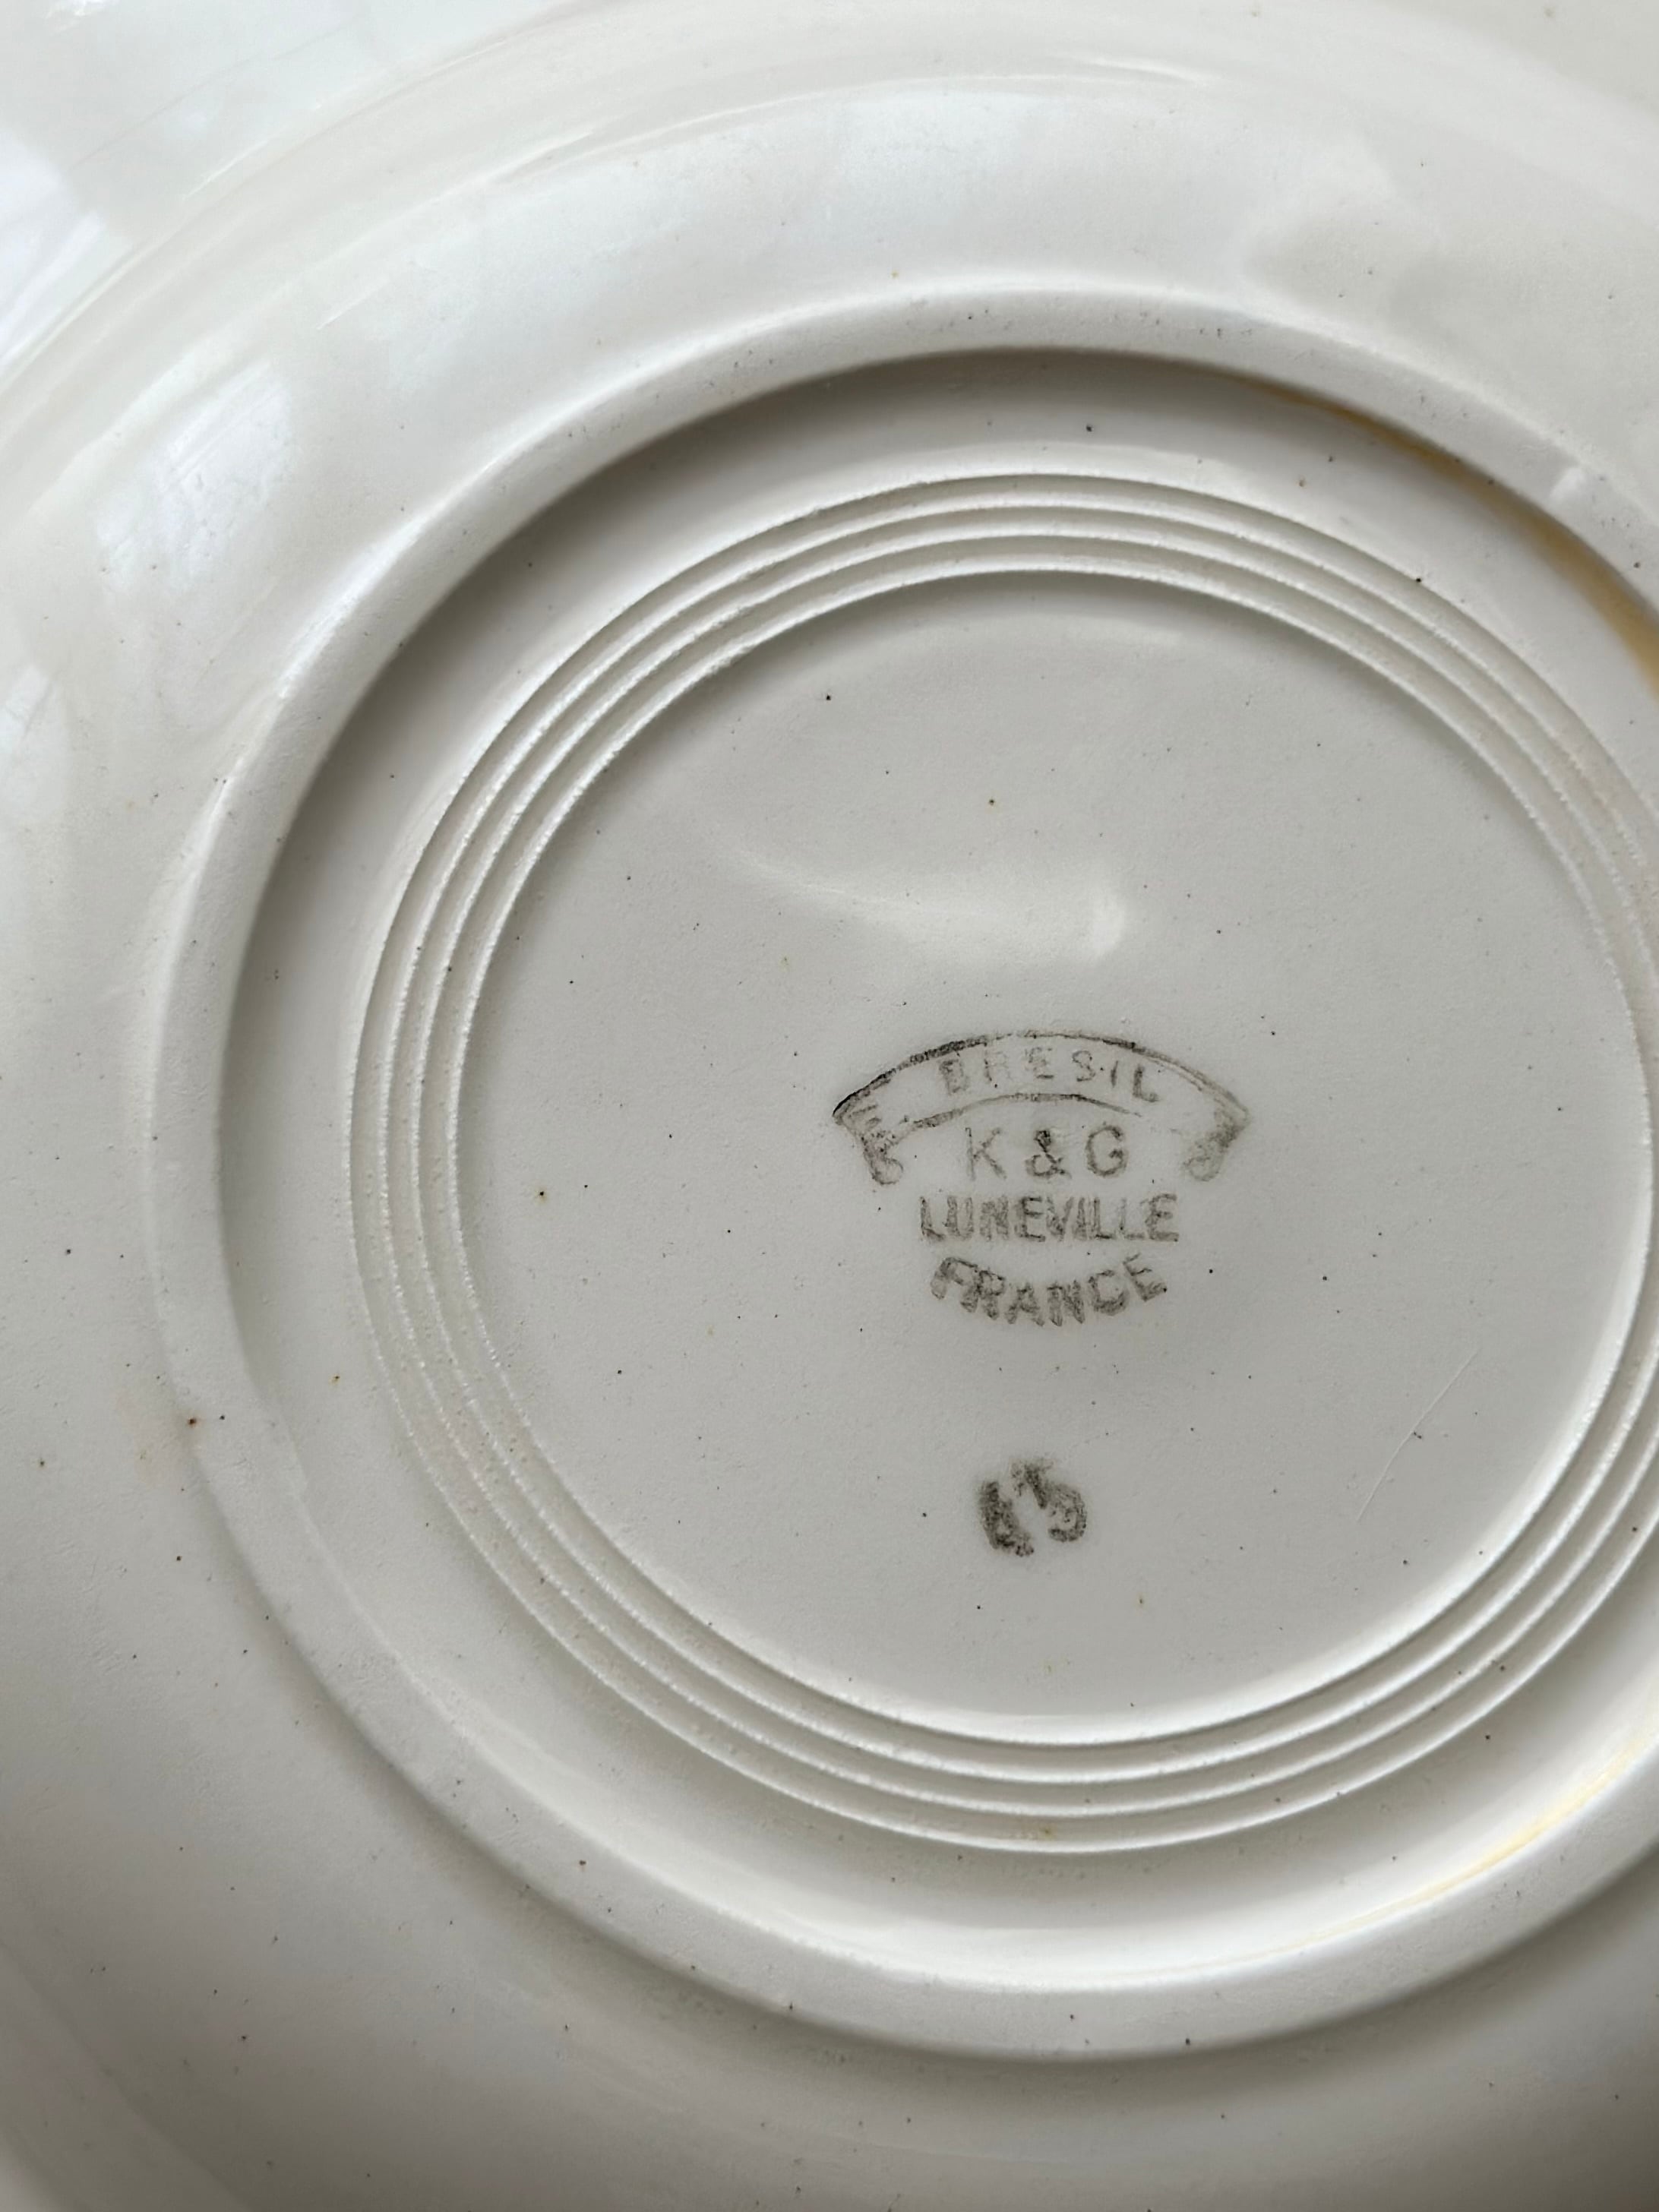 BRESIL
K & G
LUNEVILLE
FRANCE